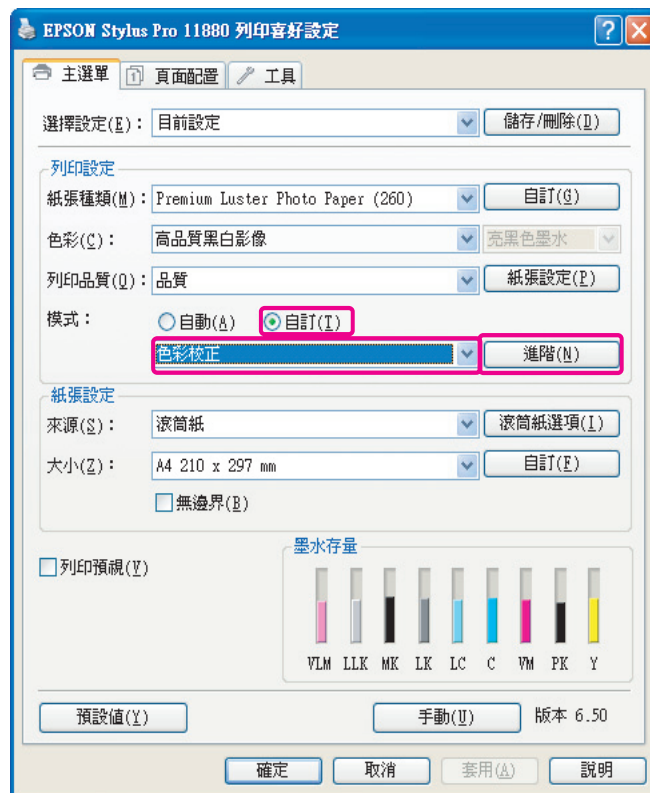 EPSON Stylus Pro 11880 列印喜好設定
主選單 頁面配置 工具
選擇設定(E): 目前設定 儲存/刪除(D)
列印設定
紙張種類(M): Premium Luster Photo Paper (260) 自訂(G)
色彩(C): 高品質黑白影像 亮黑色墨水
列印品質(Q): 品質 紙張設定(P)
模式: 自動(A) 自訂(T)
色彩校正 進階(N)
紙張設定
來源(S): 滾筒紙 滾筒紙選項(I)
大小(Z): A4 210 x 297 mm 自訂(F)
無邊界(B)
列印預視(V)
墨水存量
VLM LLK MK LK LC C VM PK Y
預設值(Y) 手動(U) 版本 6.50
確定 取消 套用(A) 說明